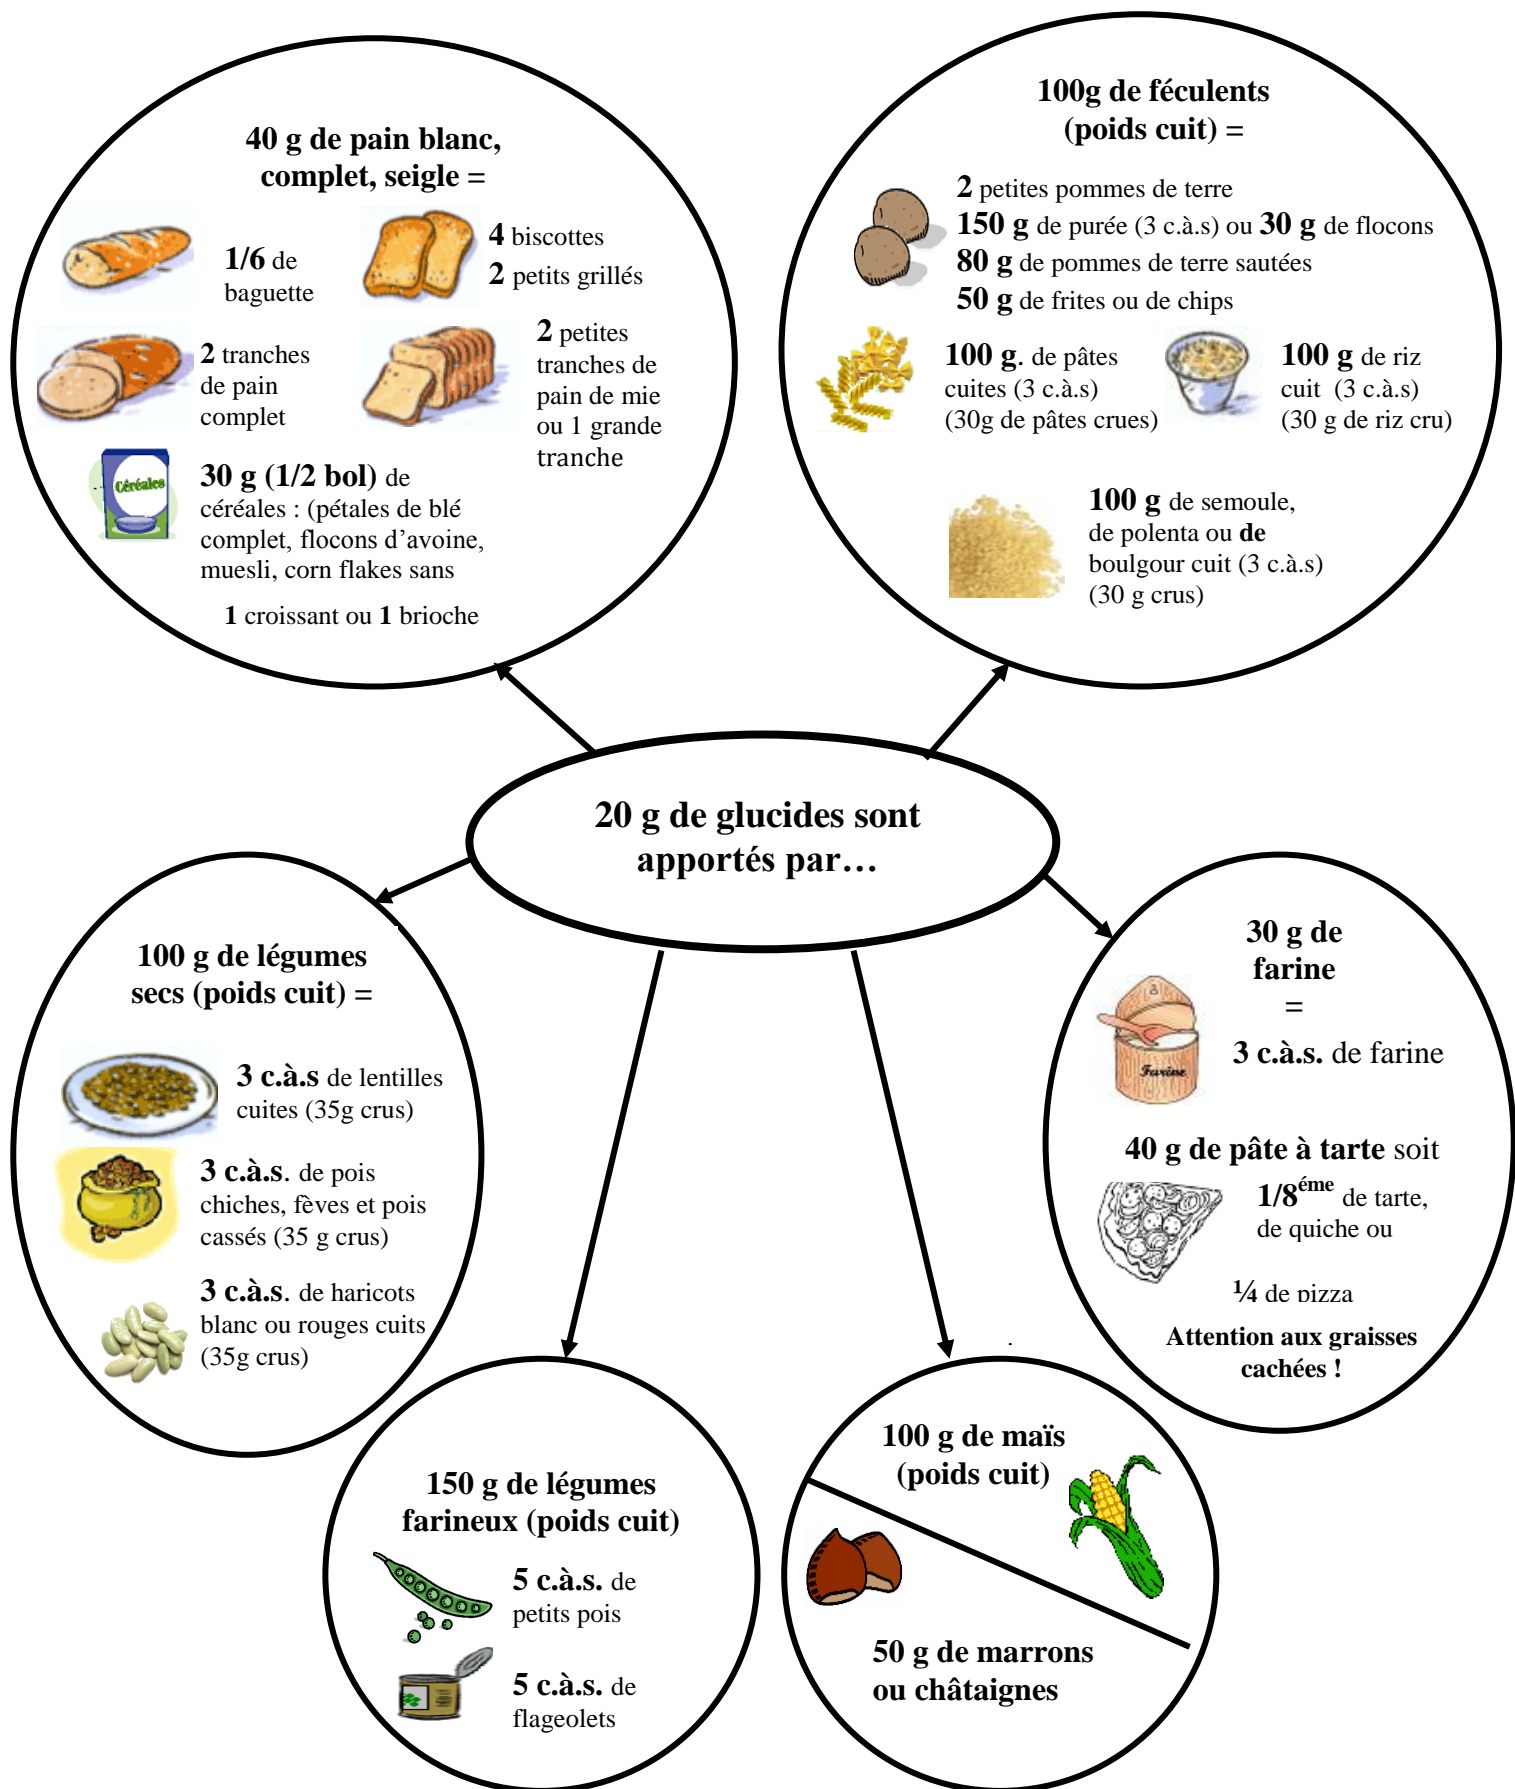 40 g de pain blanc,
complet, seigle =
1/6 de
baguette
4 biscottes
2 petits grillés
2 tranches
de pain
complet
2 petites
tranches de
pain de mie
ou 1 grande
tranche
Céréales
30 g (1/2 bol) de
céréales : (pétales de blé
complet, flocons d’avoine,
muesli, corn flakes sans
1 croissant ou 1 brioche
100g de féculents
(poids cuit) =
2 petites pommes de terre
150 g de purée (3 c.à.s) ou 30 g de flocons
80 g de pommes de terre sautées
50 g de frites ou de chips
100 g. de pâtes
cuites (3 c.à.s)
(30g de pâtes crues)
100 g de riz
cuit (3 c.à.s)
(30 g de riz cru)
100 g de semoule,
de polenta ou de
boulgour cuit (3 c.à.s)
(30 g crus)
20 g de glucides sont
apportés par…
100 g de légumes
secs (poids cuit) =
3 c.à.s de lentilles
cuites (35g crus)
3 c.à.s. de pois
chiches, fèves et pois
cassés (35 g crus)
3 c.à.s. de haricots
blanc ou rouges cuits
(35g crus)
30 g de
farine
=
3 c.à.s. de farine
Farine
40 g de pâte à tarte soit
1/8éme de tarte,
de quiche ou
¼ de pizza
Attention aux graisses
cachées !
150 g de légumes
farineux (poids cuit)
5 c.à.s. de
petits pois
5 c.à.s. de
flageolets
100 g de maïs
(poids cuit)
50 g de marrons
ou châtaignes